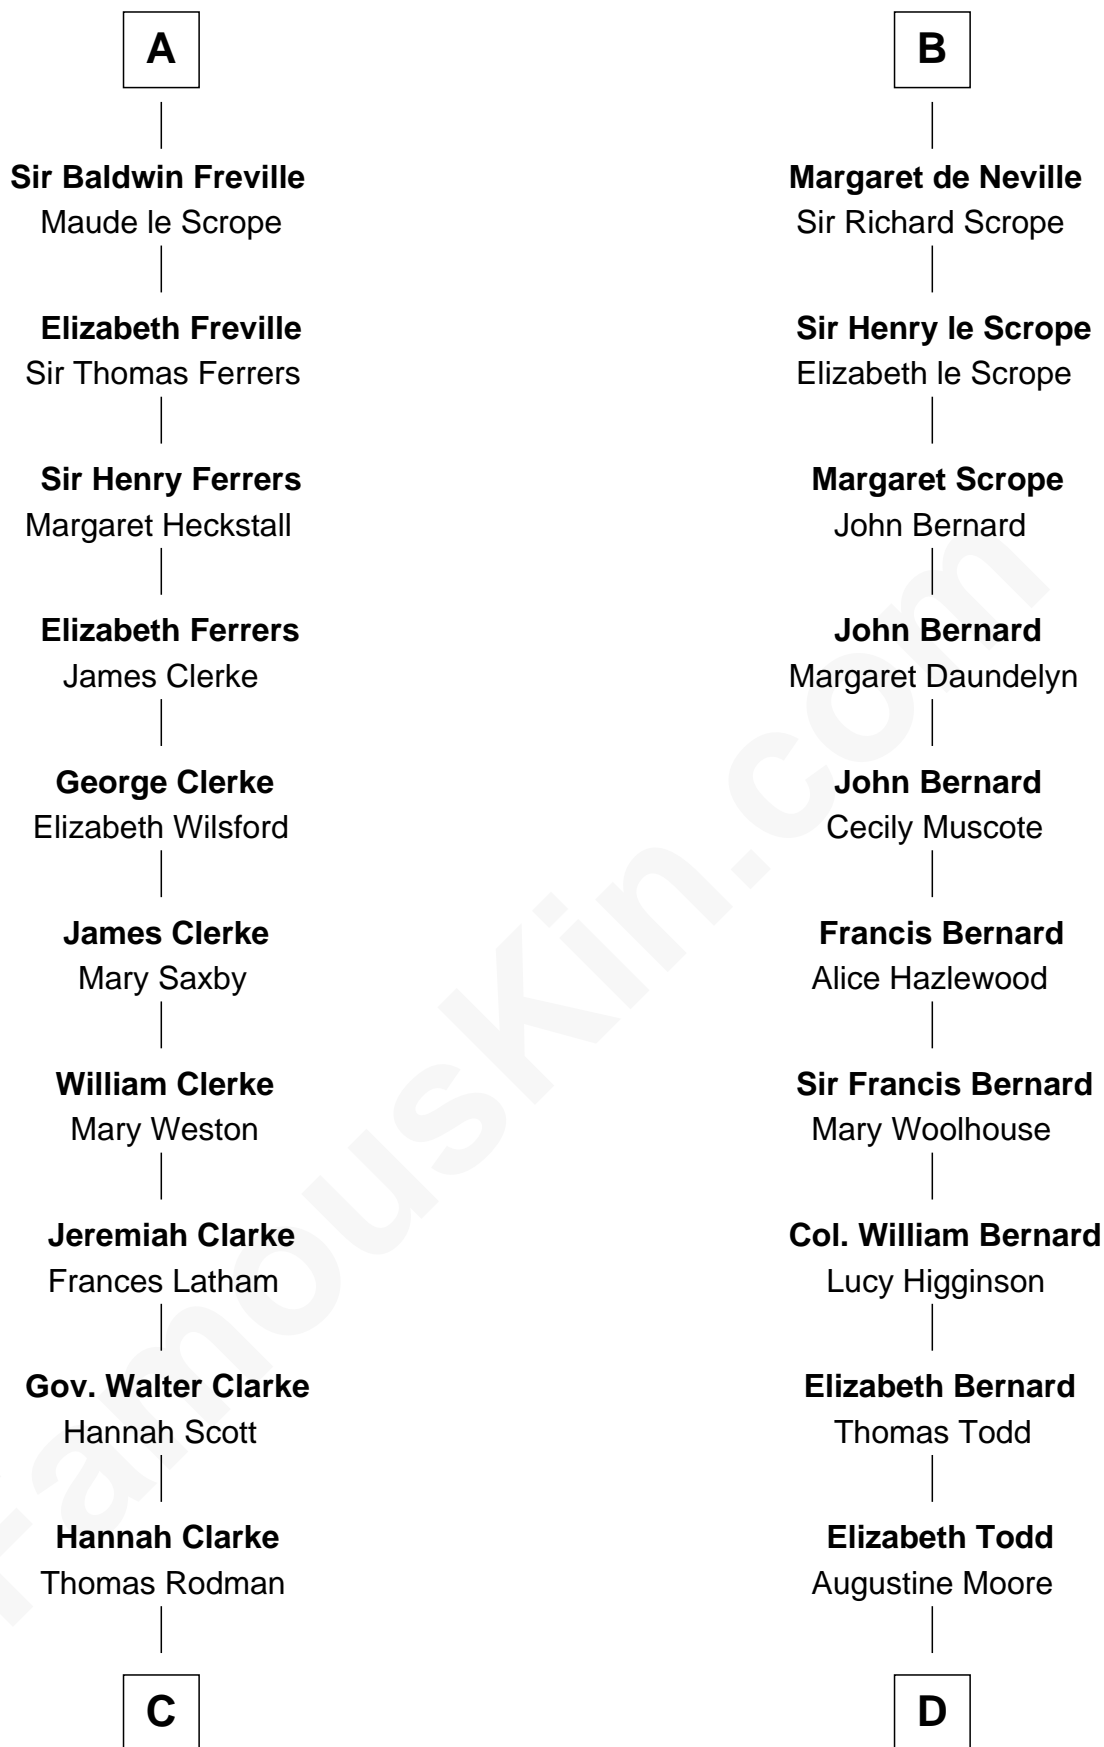 A
Sir Baldwin Freville
Maude le Scrope
Elizabeth Freville
Sir Thomas Ferrers
Sir Henry Ferrers
Margaret Heckstall
Elizabeth Ferrers
James Clerke
George Clerke
Elizabeth Wilsford
James Clerke
Mary Saxby
William Clerke
Mary Weston
Jeremiah Clarke
Frances Latham
Gov. Walter Clarke
Hannah Scott
Hannah Clarke
Thomas Rodman
C
B
Margaret de Neville
Sir Richard Scrope
Sir Henry le Scrope
Elizabeth le Scrope
Margaret Scrope
John Bernard
John Bernard
Margaret Daundelyn
John Bernard
Cecily Muscote
Francis Bernard
Alice Hazlewood
Sir Francis Bernard
Mary Woolhouse
Col. William Bernard
Lucy Higginson
Elizabeth Bernard
Thomas Todd
Elizabeth Todd
Augustine Moore
D
FamousKin.com